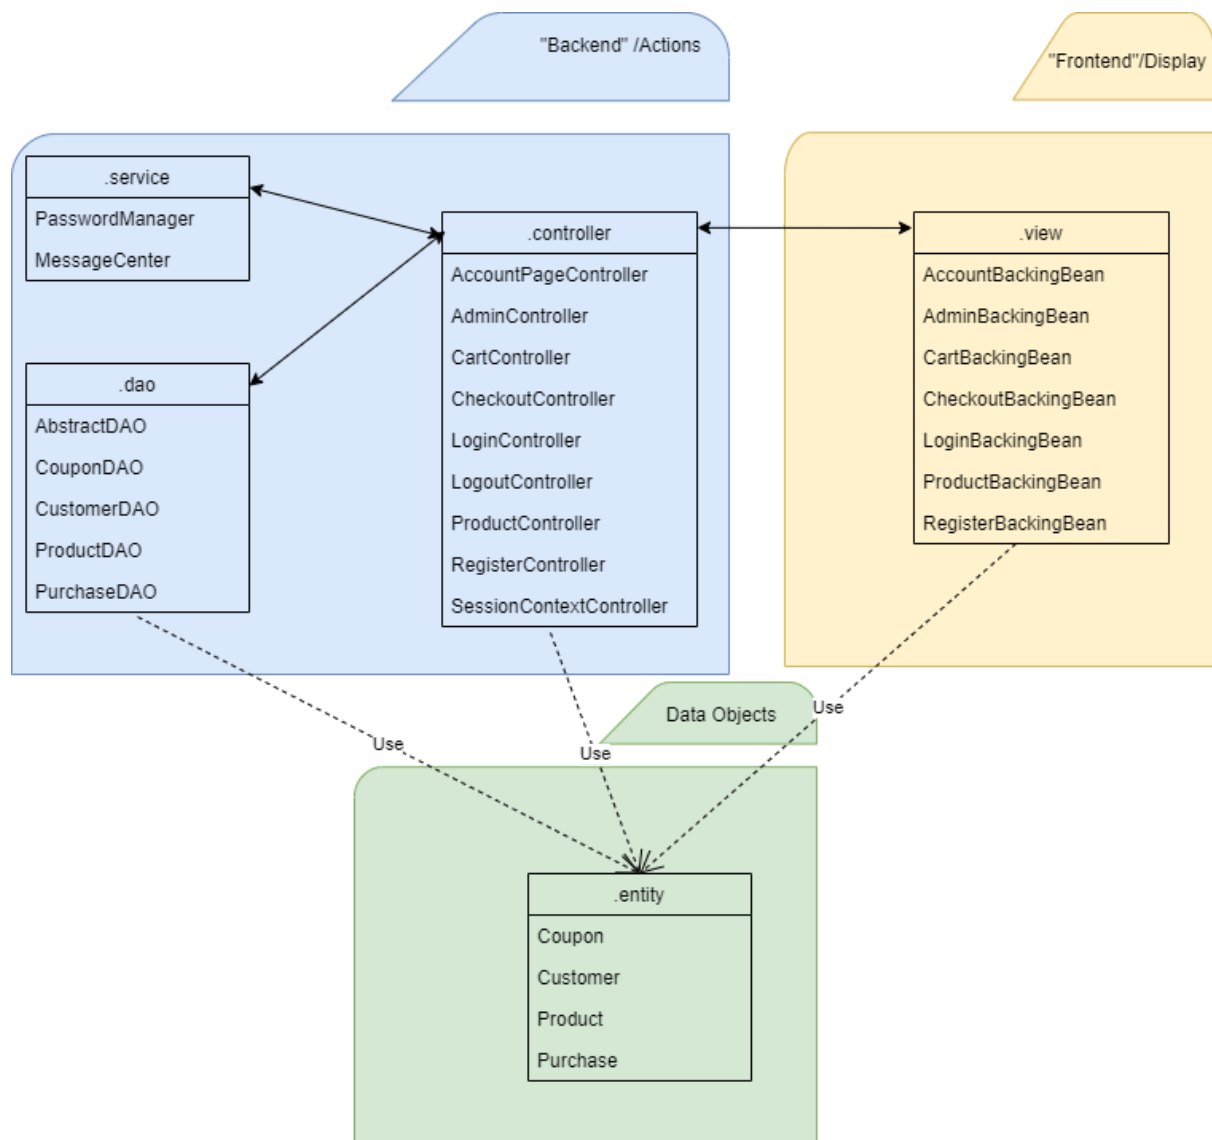 "Backend" /Actions
"Frontend"/Display
.service
PasswordManager
MessageCenter
.dao
AbstractDAO
CouponDAO
CustomerDAO
ProductDAO
PurchaseDAO
.controller
AccountPageController
AdminController
CartController
CheckoutController
LoginController
LogoutController
ProductController
RegisterController
SessionContextController
.view
AccountBackingBean
AdminBackingBean
CartBackingBean
CheckoutBackingBean
LoginBackingBean
ProductBackingBean
RegisterBackingBean
Data Objects
Use
Use
Use
.entity
Coupon
Customer
Product
Purchase